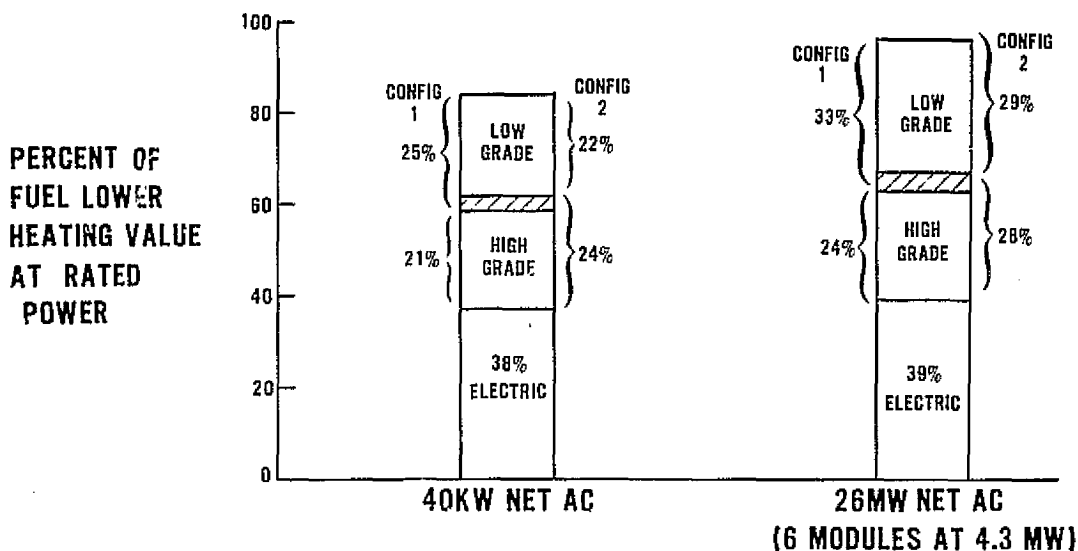 PERCENT OF
FUEL LOWER
HEATING VALUE
AT RATED
POWER
100
80
60
40
20
0
CONFIG
1
CONFIG
2
25%
LOW
GRADE
22%
21%
HIGH
GRADE
24%
38%
ELECTRIC
40KW NET AC
CONFIG
1
CONFIG
2
33%
LOW
GRADE
29%
24%
HIGH
GRADE
28%
39%
ELECTRIC
26MW NET AC
(6 MODULES AT 4.3 MW)